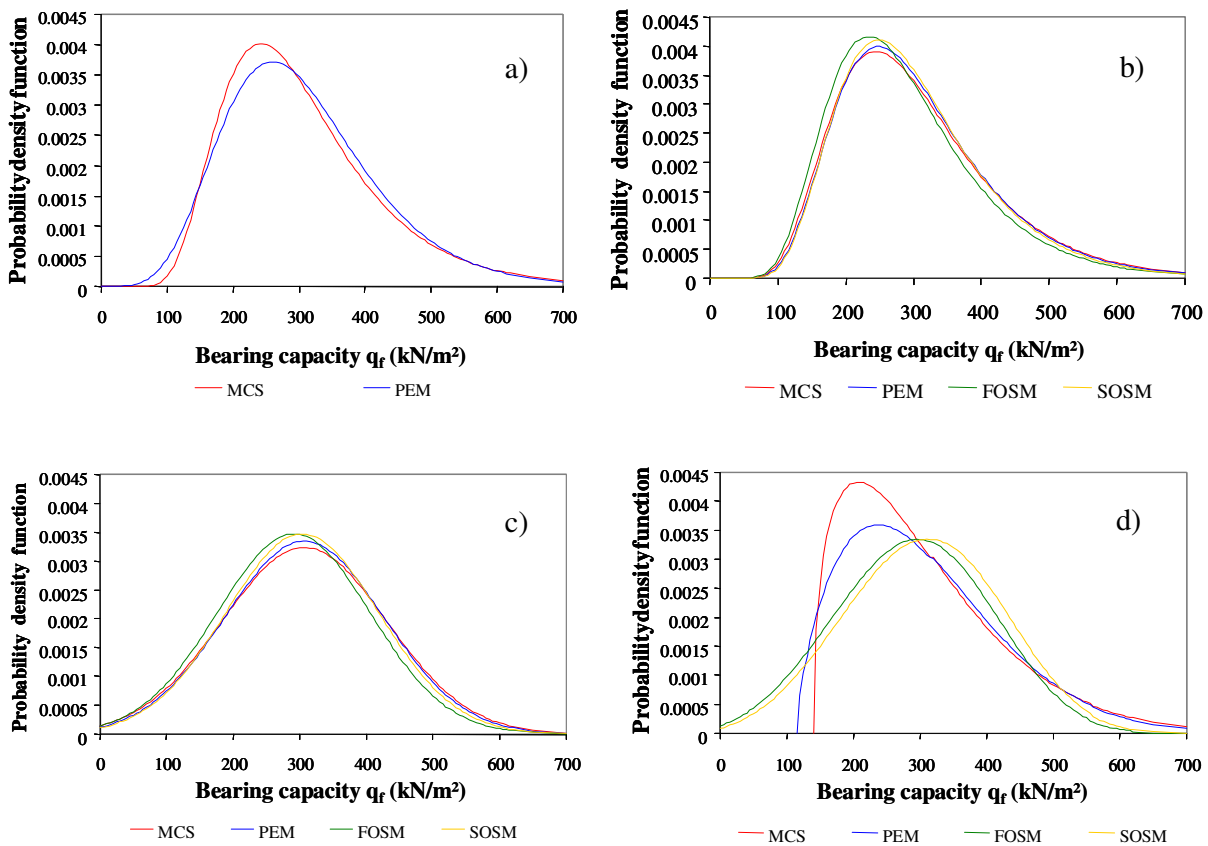 a)
Probability density function
0.0045
0.004
0.0035
0.003
0.0025
0.002
0.0015
0.001
0.0005
0
0 100 200 300 400 500 600 700
Bearing capacity qf (kN/m²)
MCS PEM
b)
Probability density function
0.0045
0.004
0.0035
0.003
0.0025
0.002
0.0015
0.001
0.0005
0
0 100 200 300 400 500 600 700
Bearing capacity qf (kN/m²)
MCS PEM FOSM SOSM
c)
Probability density function
0.0045
0.004
0.0035
0.003
0.0025
0.002
0.0015
0.001
0.0005
0
0 100 200 300 400 500 600 700
Bearing capacity qf (kN/m²)
MCS PEM FOSM SOSM
d)
Probability density function
0.0045
0.004
0.0035
0.003
0.0025
0.002
0.0015
0.001
0.0005
0
0 100 200 300 400 500 600 700
Bearing capacity qf (kN/m²)
MCS PEM FOSM SOSM